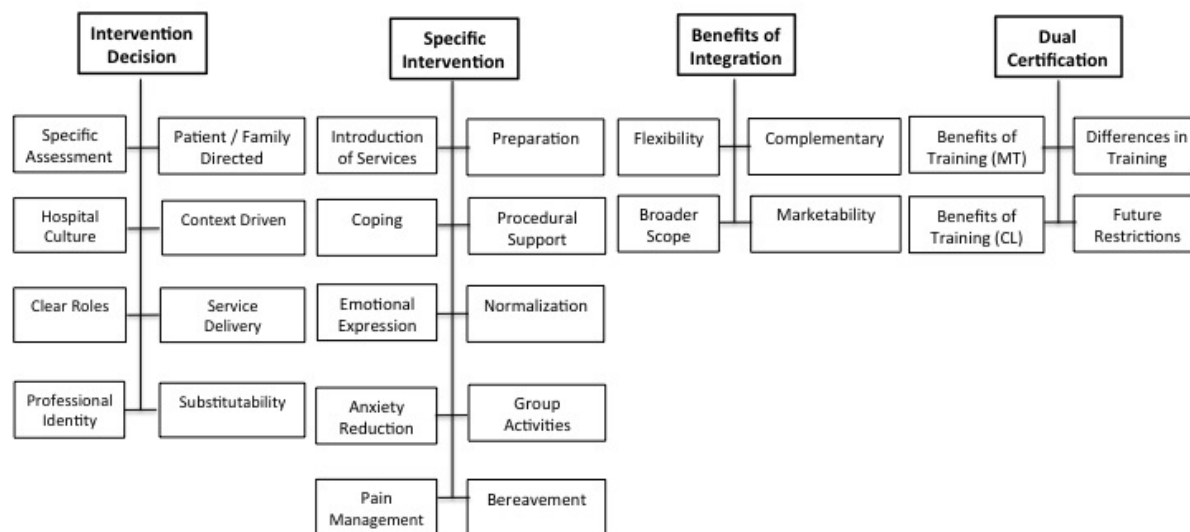 Intervention
Decision
Specific
Assessment
Patient / Family
Directed
Hospital
Culture
Context Driven
Clear Roles
Service
Delivery
Professional
Identity
Substitutability
Specific
Intervention
Introduction
of Services
Preparation
Coping
Procedural
Support
Emotional
Expression
Normalization
Anxiety
Reduction
Group
Activities
Pain
Management
Bereavement
Benefits of
Integration
Flexibility
Complementary
Broader
Scope
Marketability
Dual
Certification
Benefits of
Training (MT)
Differences in
Training
Benefits of
Training (CL)
Future
Restrictions